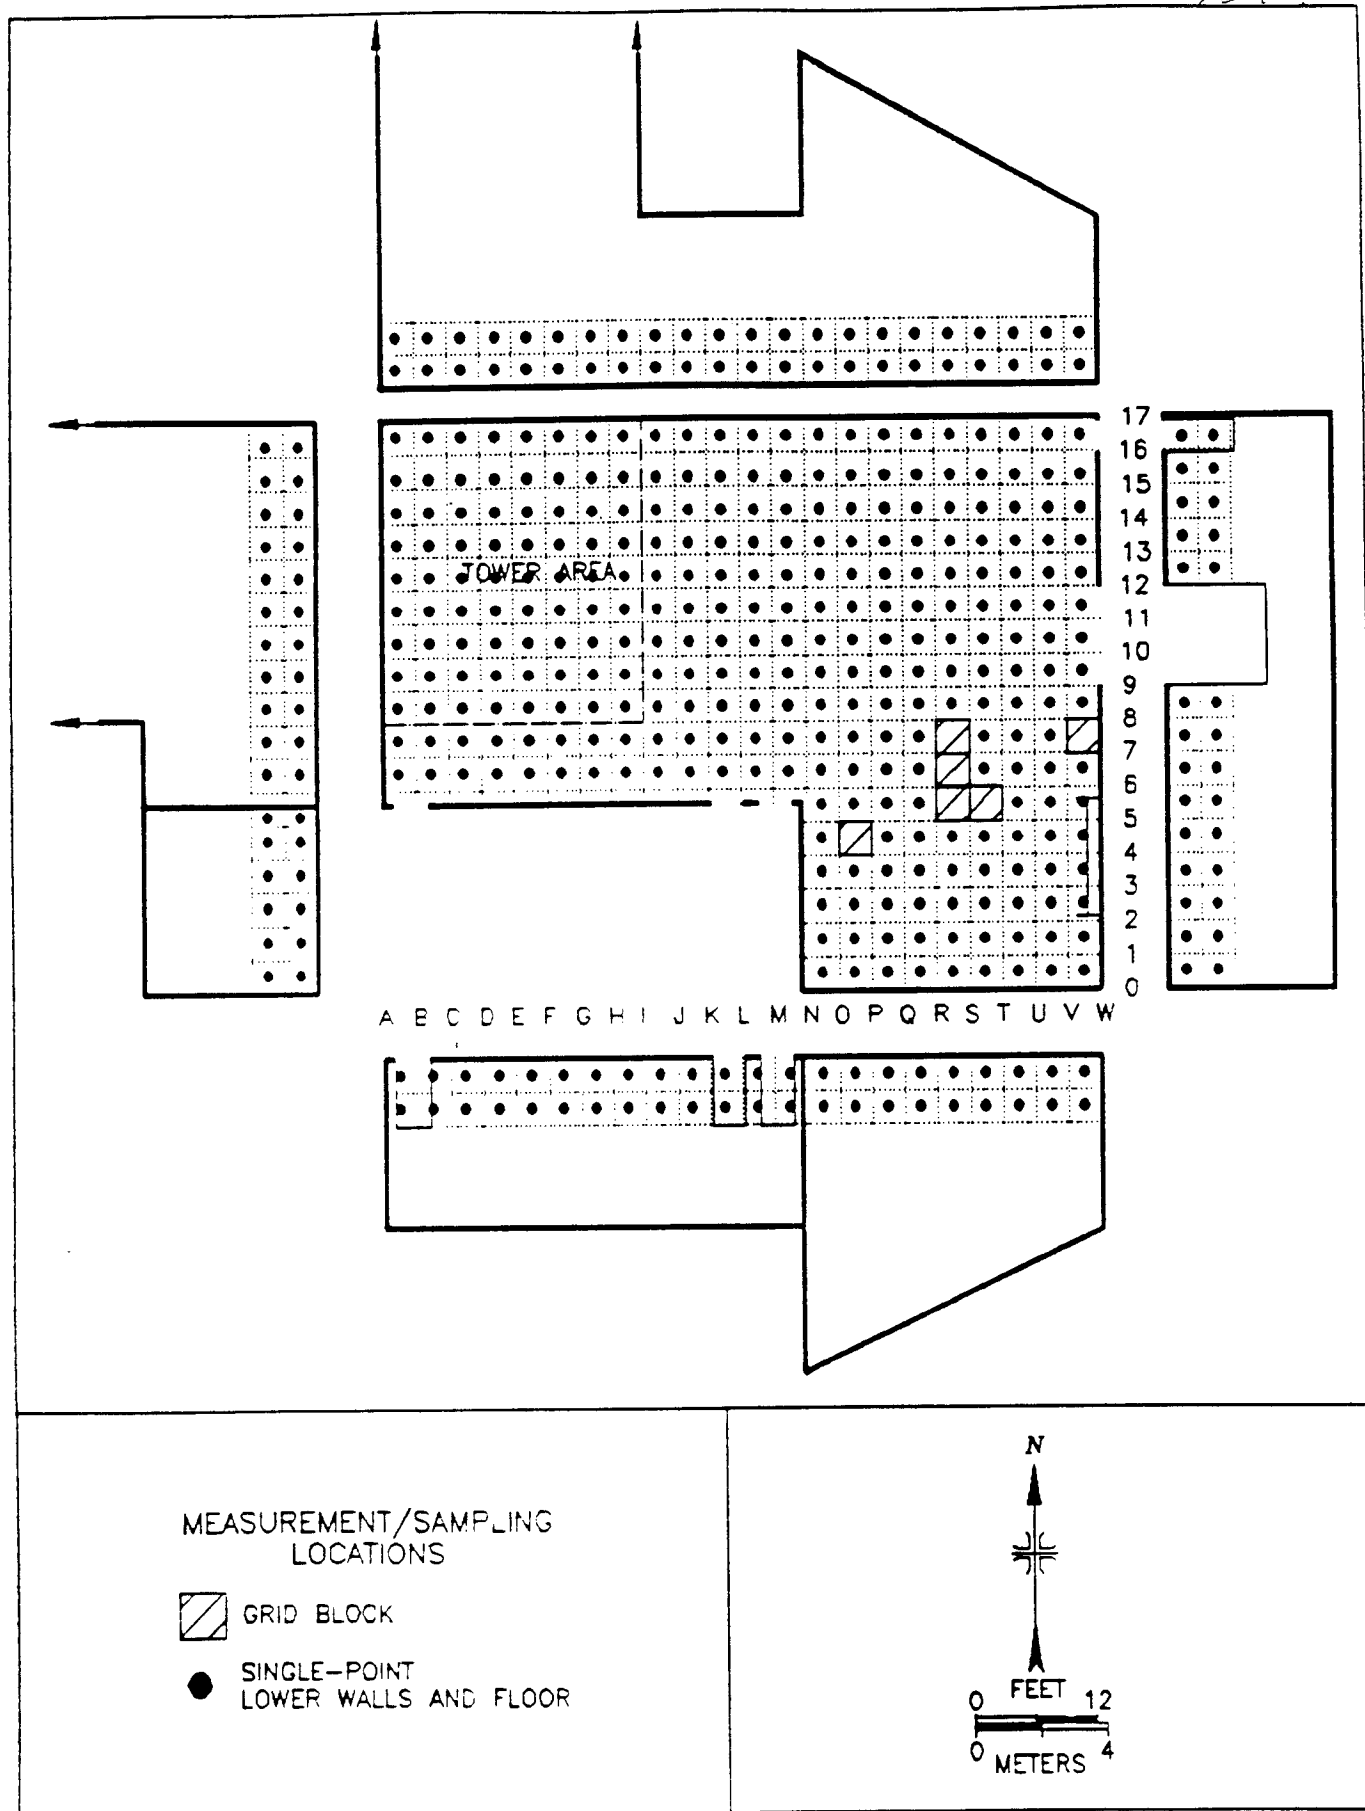 17
16
15
14
13
TOWER AREA
12
11
10
9
8
7
6
5
4
3
2
1
0
A B C D E F G H I J K L M N O P Q R S T U V W
MEASUREMENT/SAMPLING
LOCATIONS
GRID BLOCK
SINGLE-POINT
LOWER WALLS AND FLOOR
N
FEET
0 12
0 4
METERS